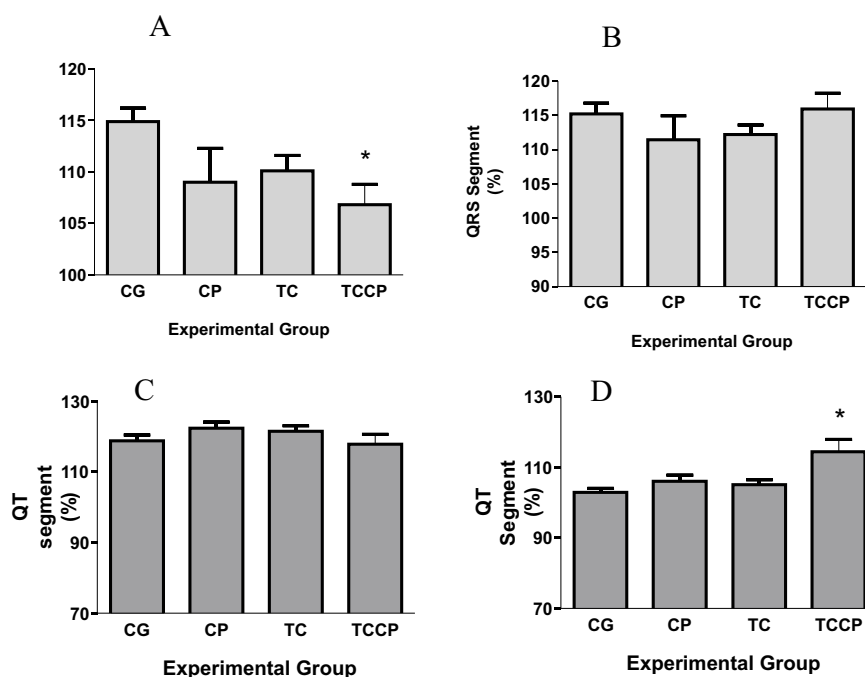 A
120
115
110
105
100
*
CG CP TC TCCP
Experimental Group
B
QRS Segment
(%)
120
115
110
105
100
95
90
CG CP TC TCCP
Experimental Group
C
QT
segment
(%)
130
110
90
70
CG CP TC TCCP
Experimental Group
D
QT
Segment
(%)
130
110
90
70
*
CG CP TC TCCP
Experimental Group